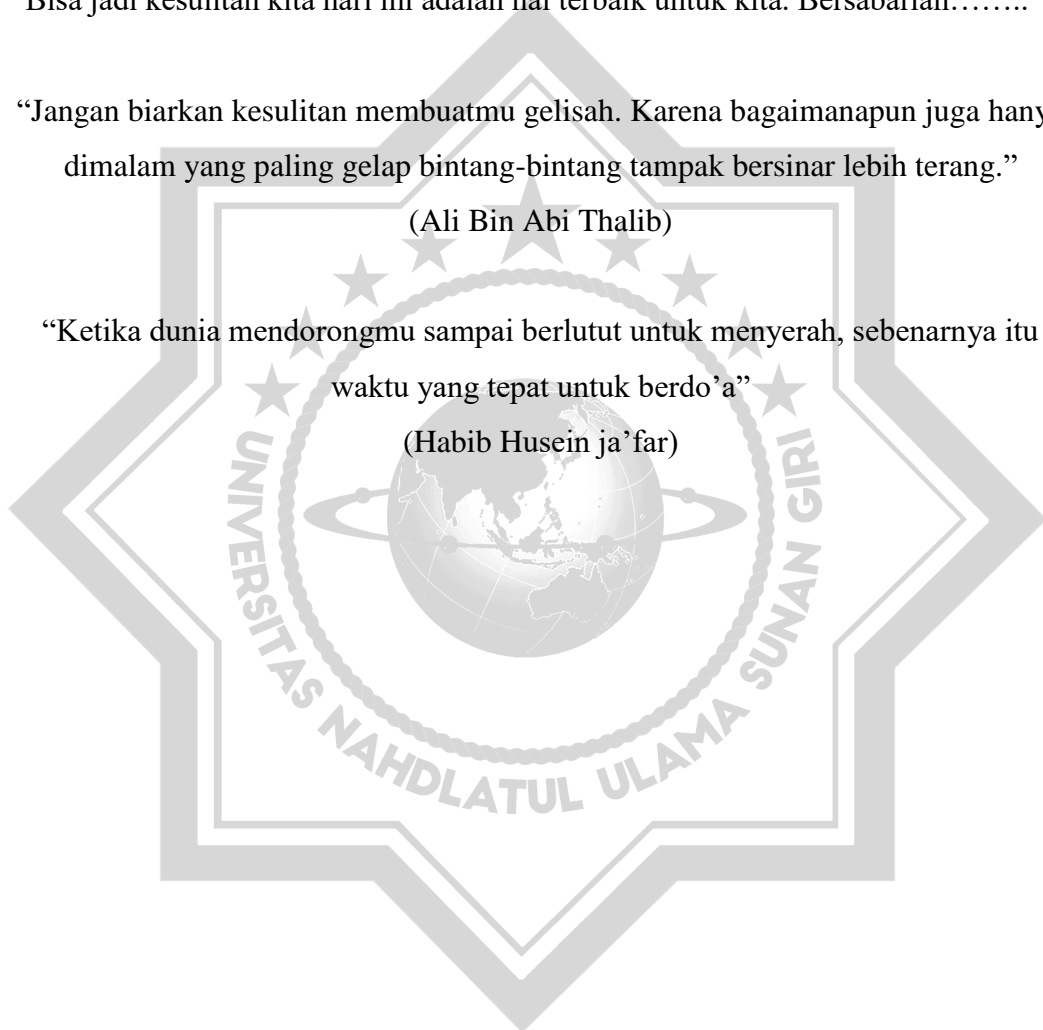 Bisa jadi kesulitan kita hari ini adalah hal terbaik untuk kita. Bersabarlah……..
“Jangan biarkan kesulitan membuatmu gelisah. Karena bagaimanapun juga hany
dimalam yang paling gelap bintang-bintang tampak bersinar lebih terang.”
(Ali Bin Abi Thalib)
“Ketika dunia mendorongmu sampai berlutut untuk menyerah, sebenarnya itu
waktu yang tepat untuk berdo’a”
(Habib Husein ja’far)
UNIVERSITAS NAHDLATUL ULAMA SUNAN GIRI